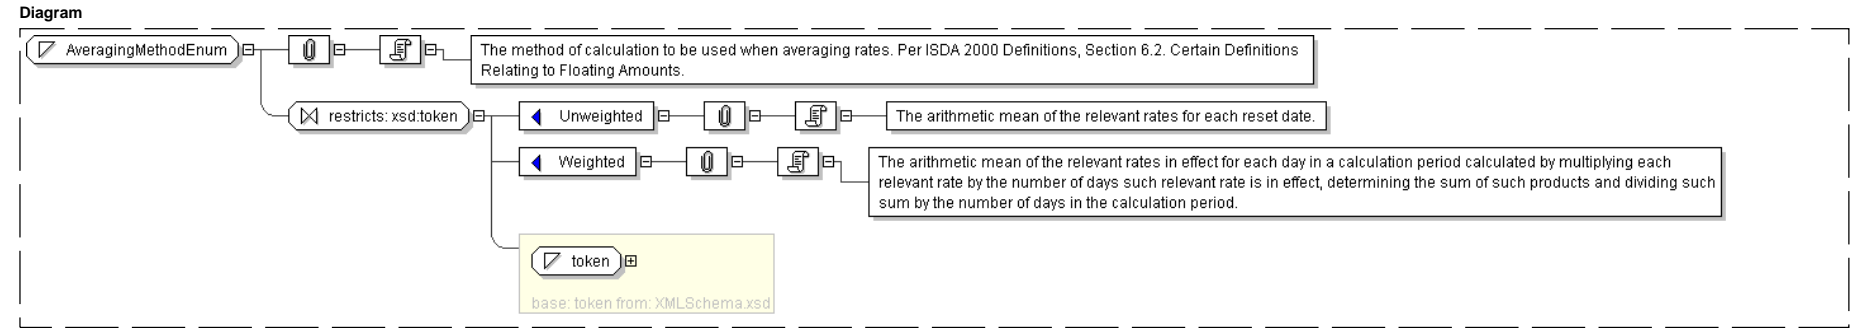 Diagram
AveragingMethodEnum
The method of calculation to be used when averaging rates. Per ISDA 2000 Definitions, Section 6.2. Certain Definitions
Relating to Floating Amounts.
restricts: xsd:token
Unweighted
The arithmetic mean of the relevant rates for each reset date.
Weighted
The arithmetic mean of the relevant rates in effect for each day in a calculation period calculated by multiplying each
relevant rate by the number of days such relevant rate is in effect, determining the sum of such products and dividing such
sum by the number of days in the calculation period.
token
base: token from: XMLSchema.xsd